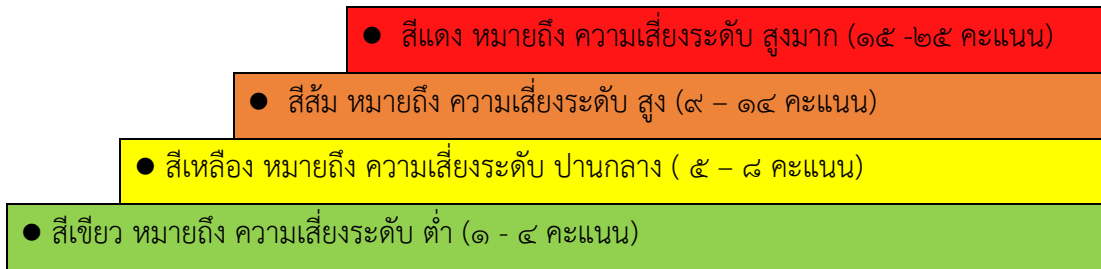 ● สีแดง หมายถึง ความเสี่ยงระดับ สูงมาก (๑๕ -๒๕ คะแนน)
● สีส้ม หมายถึง ความเสี่ยงระดับ สูง (๙ – ๑๔ คะแนน)
● สีเหลือง หมายถึง ความเสี่ยงระดับ ปานกลาง ( ๕ – ๘ คะแนน)
● สีเขียว หมายถึง ความเสี่ยงระดับ ต่ำ (๑ - ๔ คะแนน)